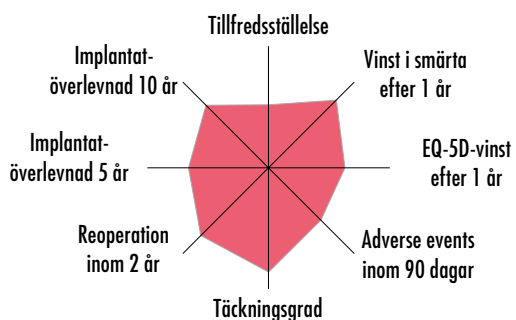 Tillfredsställelse
Implantat-
överlevnad 10 år
Vinst i smärta
efter 1 år
Implantat-
överlevnad 5 år
EQ-5D-vinst
efter 1 år
Reoperation
inom 2 år
Adverse events
inom 90 dagar
Täckningsgrad